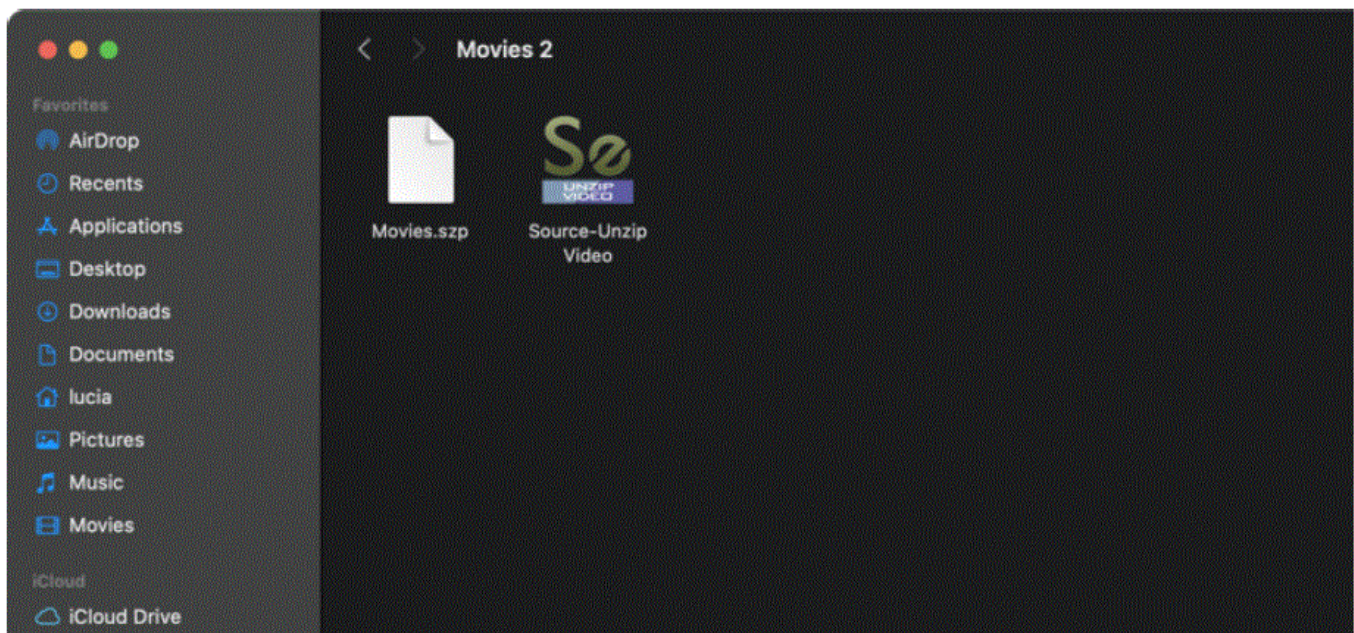 Movies 2
Favorites
AirDrop
Recents
Applications
Desktop
Downloads
Documents
lucia
Pictures
Music
Movies
iCloud
iCloud Drive
Se
UNZIP
VIDEO
Movies.szp
Source-Unzip
Video